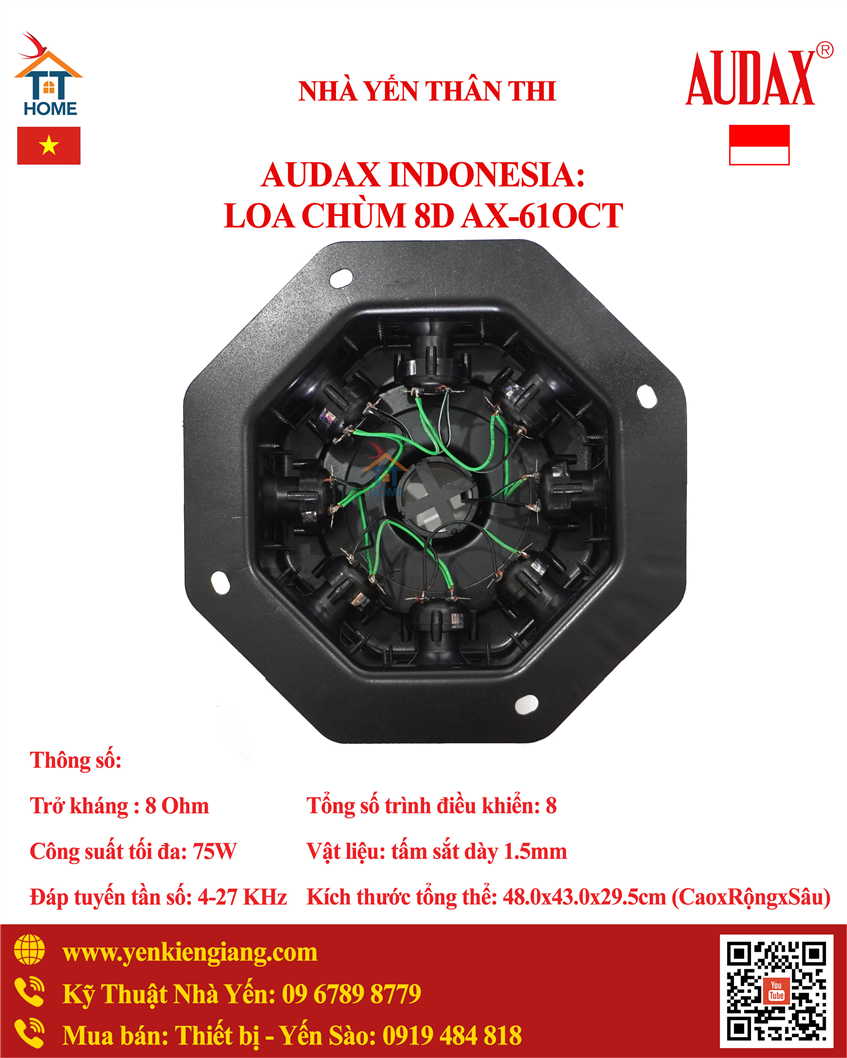 TT
HOME
NHÀ YẾN THÂN THI
AUDAX®
AUDAX INDONESIA:
LOA CHÙM 8D AX-61OCT
TT
HOME
Thông số:
Trở kháng : 8 Ohm
Tổng số trình điều khiển: 8
Công suất tối đa: 75W
Vật liệu: tấm sắt dày 1.5mm
Đáp tuyến tần số: 4-27 KHz
Kích thước tổng thể: 48.0x43.0x29.5cm (CaoxRộngxSâu)
www.yenkiengiang.com
Kỹ Thuật Nhà Yến: 09 6789 8779
Mua bán: Thiết bị - Yến Sào: 0919 484 818
You
Tube